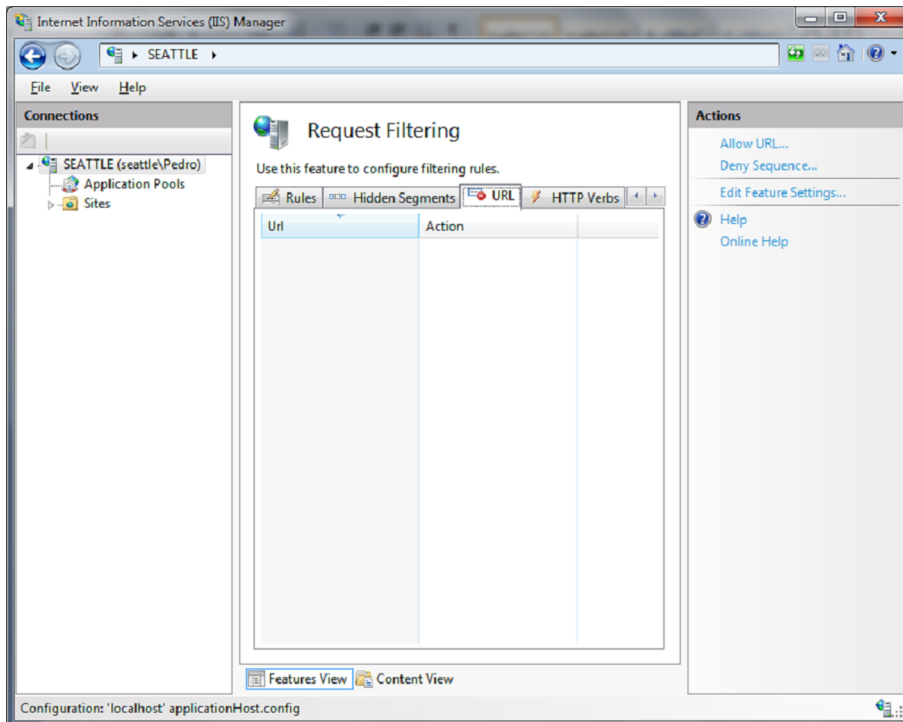 Internet Information Services (IIS) Manager
SEATTLE
File View Help
Connections
SEATTLE (seattle\Pedro)
Application Pools
Sites
Request Filtering
Use this feature to configure filtering rules.
Rules Hidden Segments URL HTTP Verbs
Url Action
Features View Content View
Actions
Allow URL...
Deny Sequence...
Edit Feature Settings...
Help
Online Help
Configuration: 'localhost' applicationHost.config